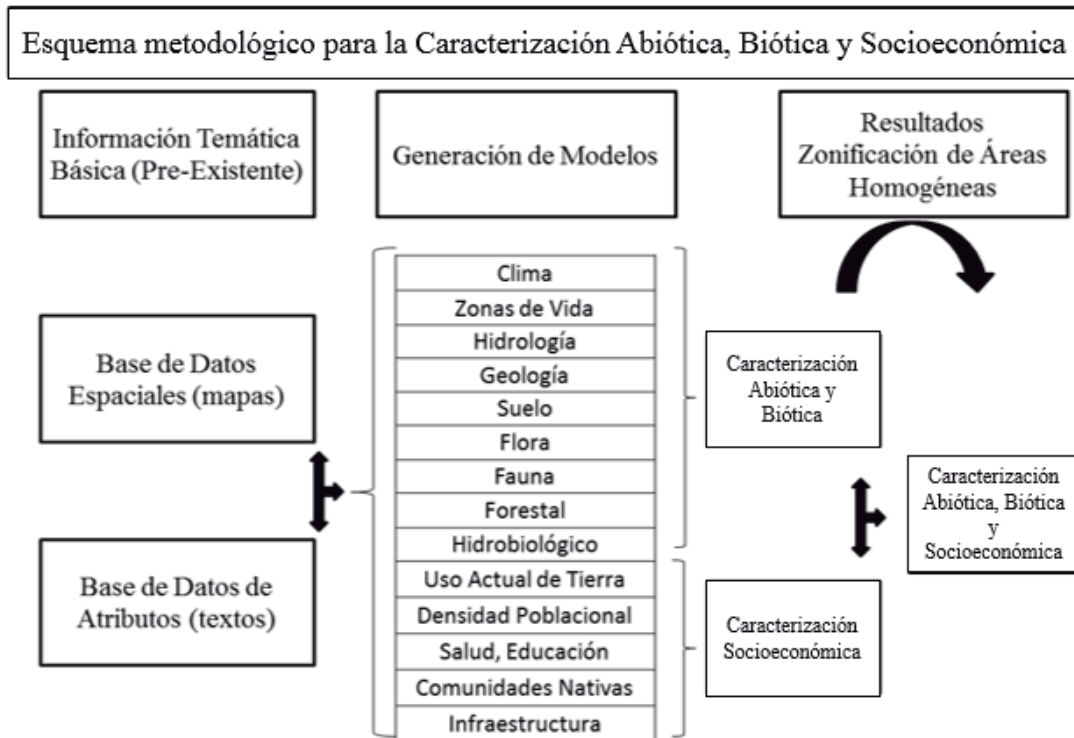 Esquema metodológico para la Caracterización Abiótica, Biótica y Socioeconómica
Información Temática
Básica (Pre-Existente)
Generación de Modelos
Resultados
Zonificación de Áreas
Homogéneas
Base de Datos
Espaciales (mapas)
Base de Datos de
Atributos (textos)
Clima
Zonas de Vida
Hidrología
Geología
Suelo
Flora
Fauna
Forestal
Hidrobiológico
Uso Actual de Tierra
Densidad Poblacional
Salud, Educación
Comunidades Nativas
Infraestructura
Caracterización
Abiótica y
Biótica
Caracterización
Socioeconómica
Caracterización
Abiótica, Biótica
y
Socioeconómica